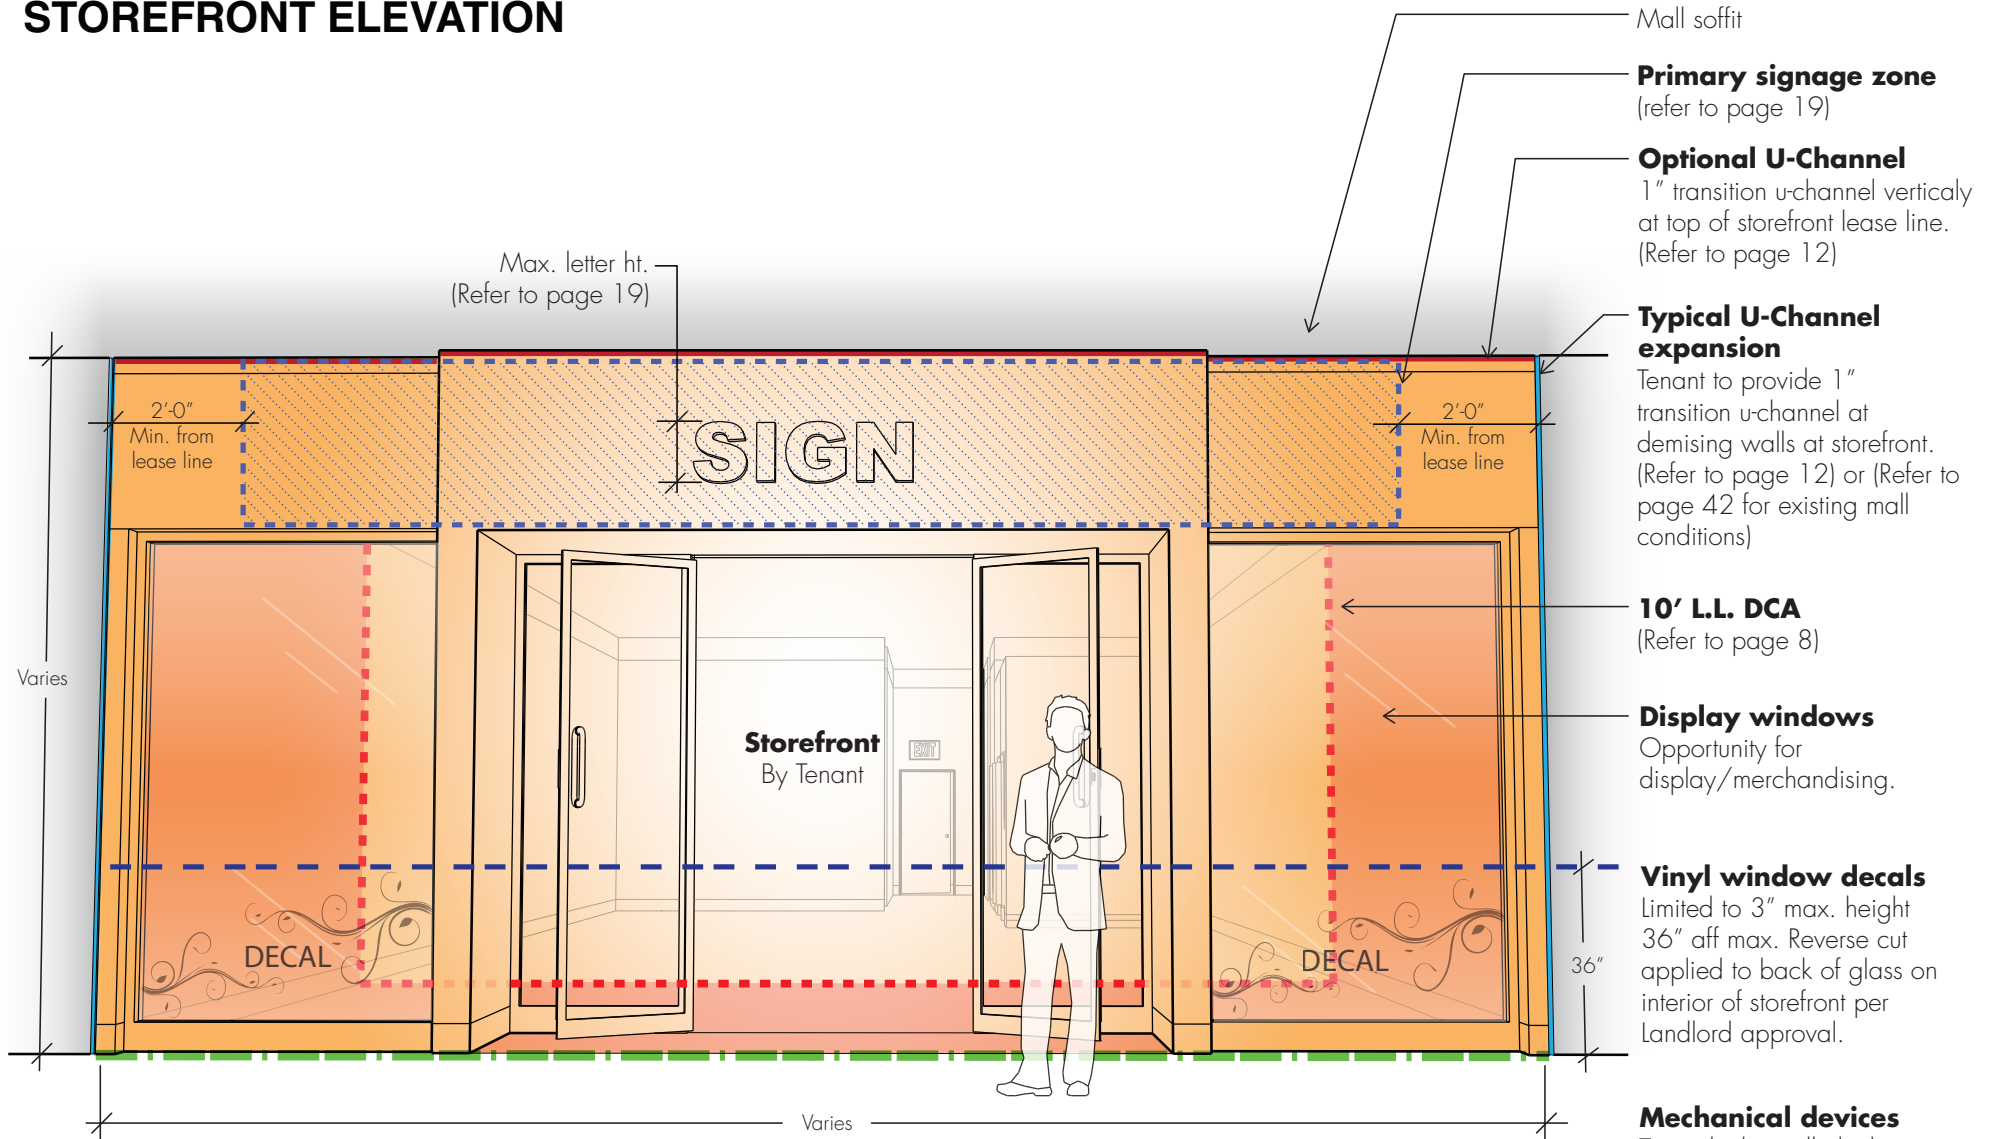 STOREFRONT ELEVATION
Mall soffit
Primary signage zone
(refer to page 19)
Optional U-Channel
1” transition u-channel verticaly
at top of storefront lease line.
(Refer to page 12)
Max. letter ht.
(Refer to page 19)
Typical U-Channel
expansion
Tenant to provide 1”
transition u-channel at
demising walls at storefront.
(Refer to page 12) or (Refer to
page 42 for existing mall
conditions)
2’-0”
Min. from
lease line
SIGN
2’-0”
Min. from
lease line
10’ L.L. DCA
(Refer to page 8)
Varies
Display windows
Opportunity for
display/merchandising.
Storefront
By Tenant
EXIT
Vinyl window decals
Limited to 3” max. height
36” aff max. Reverse cut
applied to back of glass on
interior of storefront per
Landlord approval.
DECAL
DECAL
36”
Varies
Mechanical devices